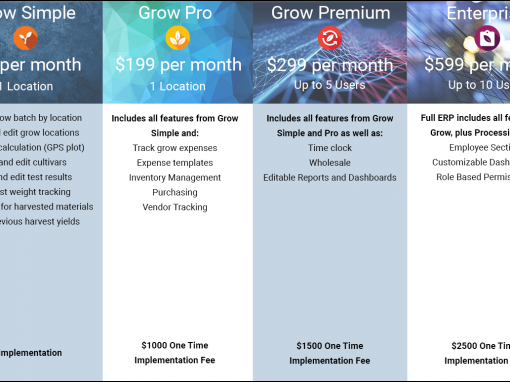 ow Simple
per month
1 Location
ow batch by location
edit grow locations
calculation (GPS plot)
and edit cultivars
nd edit test results
st weight tracking
for harvested materials
evious harvest yields
mplementation
Grow Pro
$199 per month
1 Location
Includes all features from Grow
Simple and:
Track grow expenses
Expense templates
Inventory Management
Purchasing
Vendor Tracking
$1000 One Time
Implementation Fee
Grow Premium
$299 per month
Up to 5 Users
Includes all features from Grow
Simple and Pro as well as:
Time clock
Wholesale
Editable Reports and Dashboards
$1500 One Time
Implementation Fee
Enterpris
$599 per m
Up to 10 Us
Full ERP includes all fe
Grow, plus Processi
Employee Secti
Customizable Dash
Role Based Permis
$2500 One Tim
Implementation